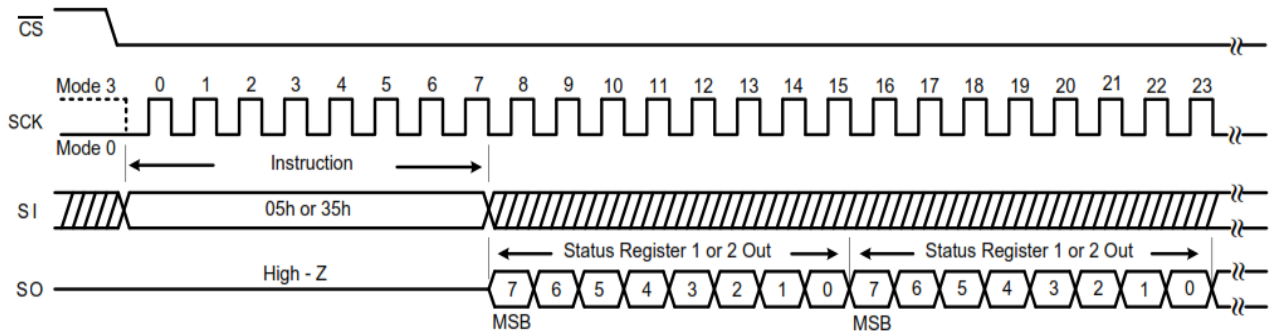 CS
Mode 3 0 1 2 3 4 5 6 7 8 9 10 11 12 13 14 15 16 17 18 19 20 21 22 23
SCK
Mode 0
Instruction
SI 05h or 35h
Status Register 1 or 2 Out Status Register 1 or 2 Out
High - Z
SO 7 6 5 4 3 2 1 0 7 6 5 4 3 2 1 0
MSB MSB